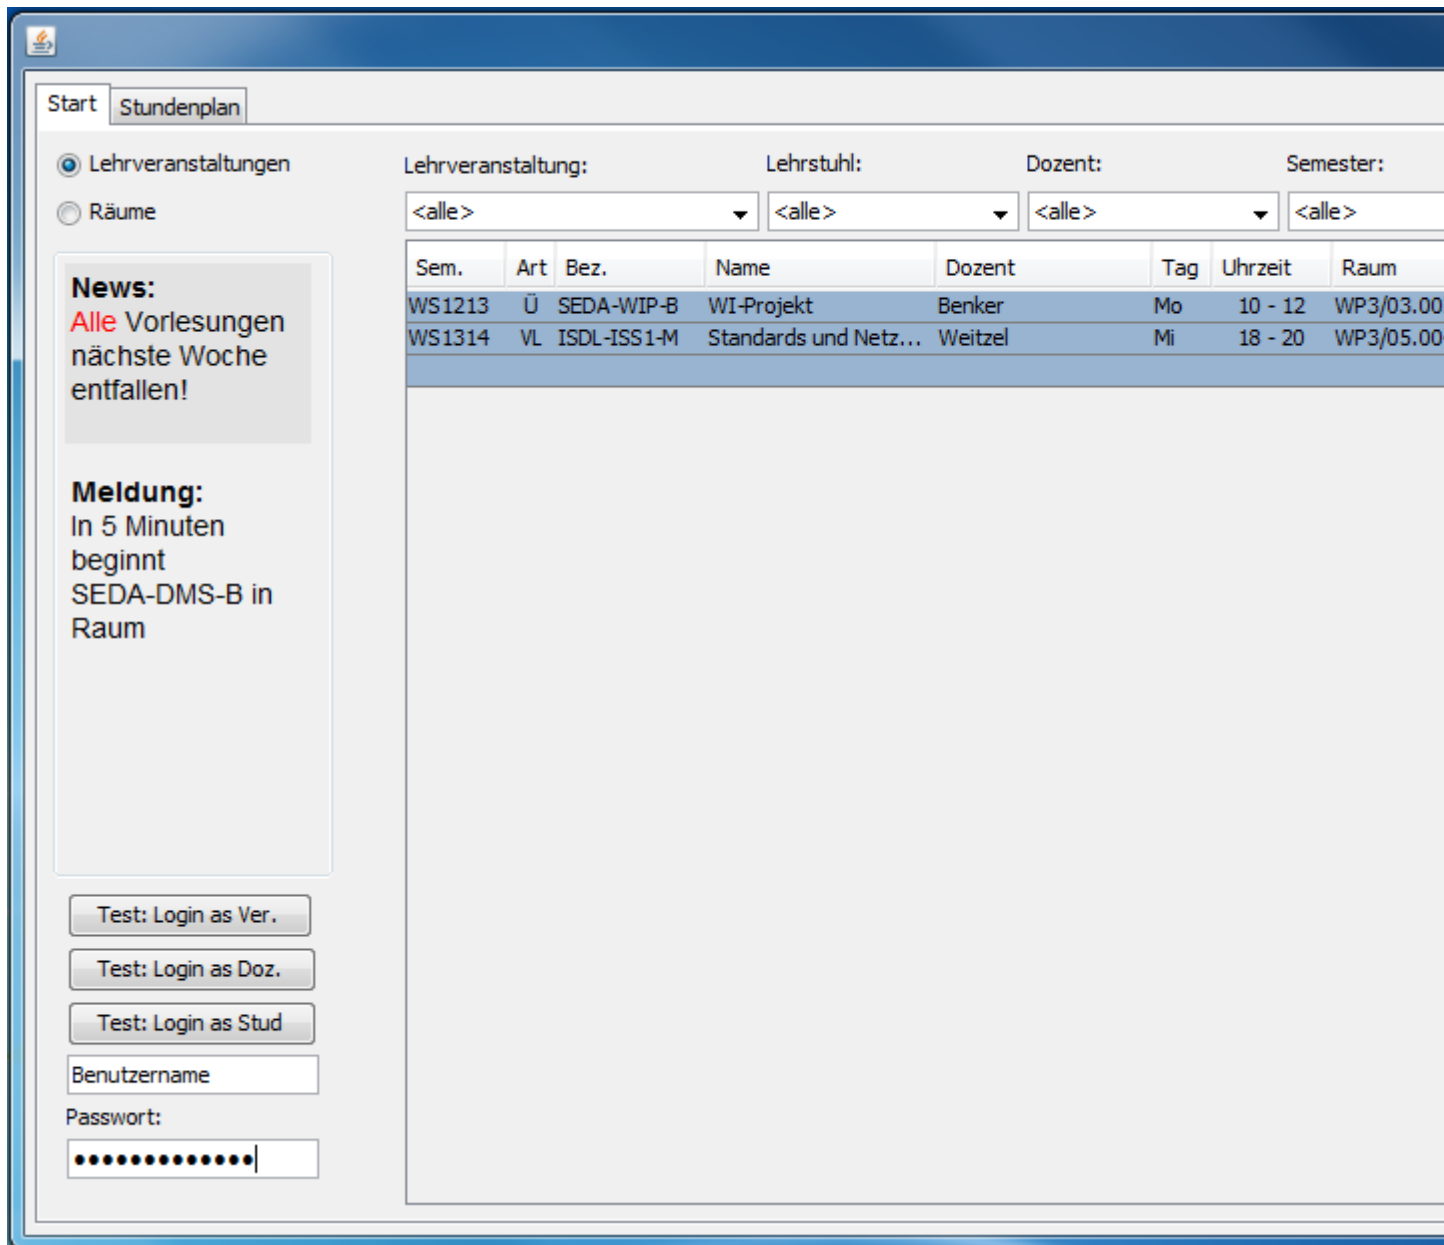 Start Stundenplan
Lehrveranstaltungen
Räume
News:
Alle Vorlesungen
nächste Woche
entfallen!
Meldung:
In 5 Minuten
beginnt
SEDA-DMS-B in
Raum
Test: Login as Ver.
Test: Login as Doz.
Test: Login as Stud
Benutzername
Passwort:
Lehrveranstaltung: Lehrstuhl: Dozent: Semester:
<alle> <alle> <alle> <alle>
Sem. Art Bez. Name Dozent Tag Uhrzeit Raum
WS1213 Ü SEDA-WIP-B WI-Projekt Benker Mo 10 - 12 WP3/03.00
WS1314 VL ISDL-ISS1-M Standards und Netz... Weitzel Mi 18 - 20 WP3/05.00